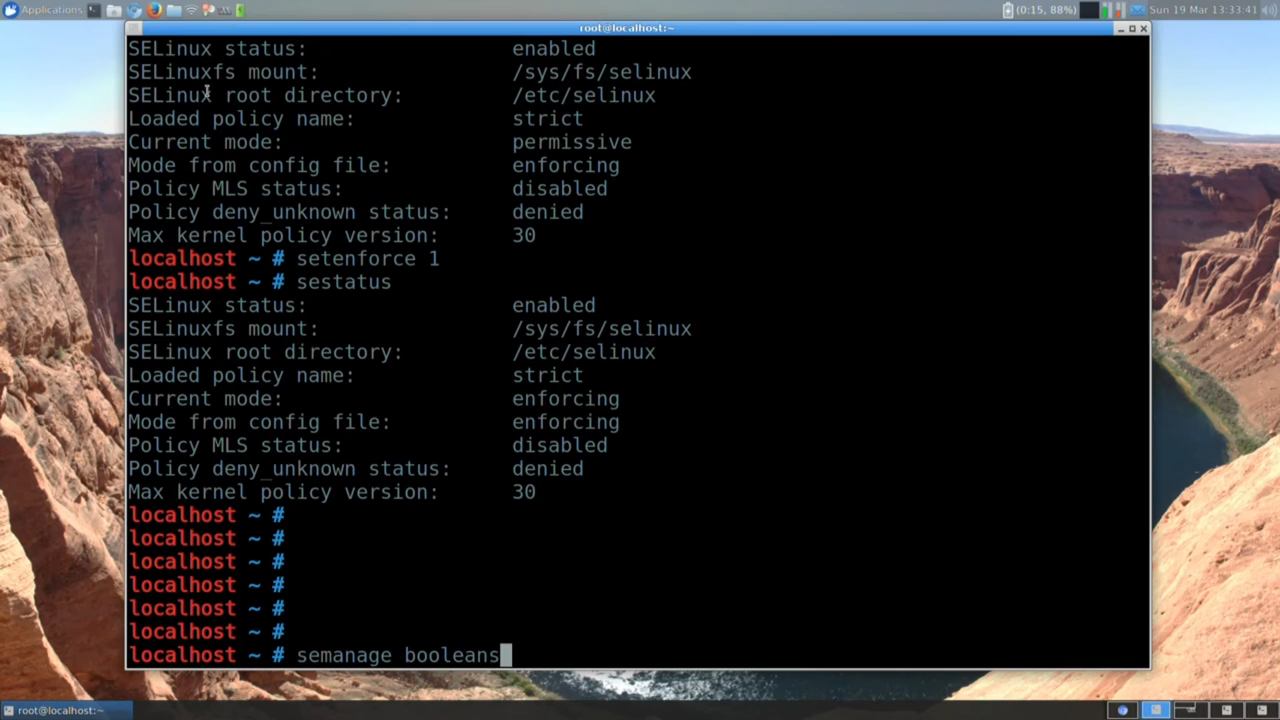 Applications
(0:15, 88%)
Sun 19 Mar 13:33:41
root@localhost:~
SELinux status: enabled
SELinuxfs mount: /sys/fs/selinux
SELinux root directory: /etc/selinux
Loaded policy name: strict
Current mode: permissive
Mode from config file: enforcing
Policy MLS status: disabled
Policy deny_unknown status: denied
Max kernel policy version: 30
localhost ~ # setenforce 1
localhost ~ # sestatus
SELinux status: enabled
SELinuxfs mount: /sys/fs/selinux
SELinux root directory: /etc/selinux
Loaded policy name: strict
Current mode: enforcing
Mode from config file: enforcing
Policy MLS status: disabled
Policy deny_unknown status: denied
Max kernel policy version: 30
localhost ~ #
localhost ~ #
localhost ~ #
localhost ~ #
localhost ~ #
localhost ~ #
localhost ~ # semanage booleans
root@localhost:~